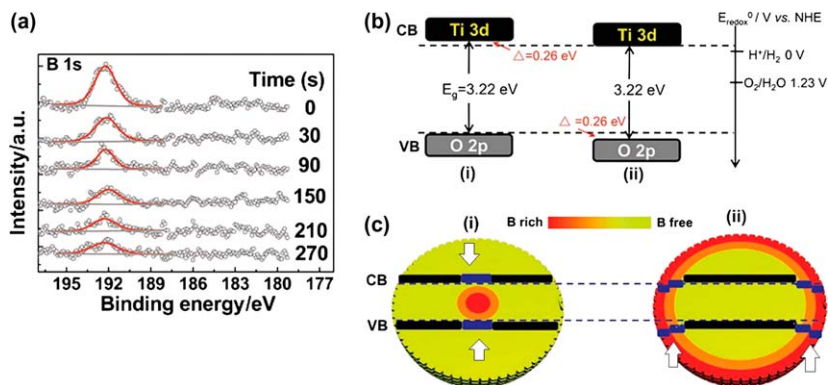 (a)
B 1s
Time (s)
0
30
90
150
210
270
Intensity/a.u.
195 192 189 186 183 180 177
Binding energy/eV
(b)
CB
Ti 3d
Ti 3d
△=0.26 eV
Eg=3.22 eV
3.22 eV
△=0.26 eV
VB
O 2p
O 2p
(i)
(ii)
Eredox⁰ / V vs. NHE
H⁺/H₂ 0 V
O₂/H₂O 1.23 V
(c)
(i)
B rich
B free
(ii)
CB
VB